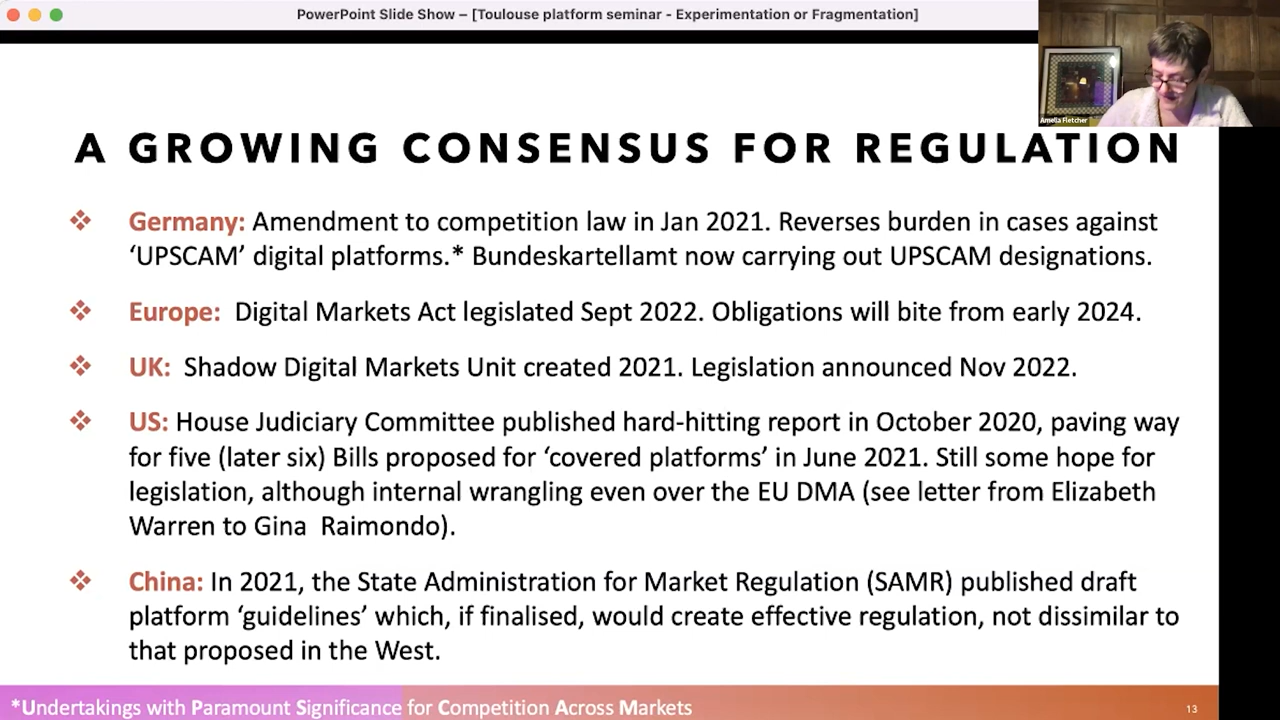 PowerPoint Slide Show – [Toulouse platform seminar - Experimentation or Fragmentation]
Amelia Fletcher
A GROWING CONSENSUS FOR REGULATION
❖ Germany: Amendment to competition law in Jan 2021. Reverses burden in cases against
‘UPSCAM’ digital platforms.* Bundeskartellamt now carrying out UPSCAM designations.
❖ Europe: Digital Markets Act legislated Sept 2022. Obligations will bite from early 2024.
❖ UK: Shadow Digital Markets Unit created 2021. Legislation announced Nov 2022.
❖ US: House Judiciary Committee published hard-hitting report in October 2020, paving way
for five (later six) Bills proposed for ‘covered platforms’ in June 2021. Still some hope for
legislation, although internal wrangling even over the EU DMA (see letter from Elizabeth
Warren to Gina Raimondo).
❖ China: In 2021, the State Administration for Market Regulation (SAMR) published draft
platform ‘guidelines’ which, if finalised, would create effective regulation, not dissimilar to
that proposed in the West.
*Undertakings with Paramount Significance for Competition Across Markets
13